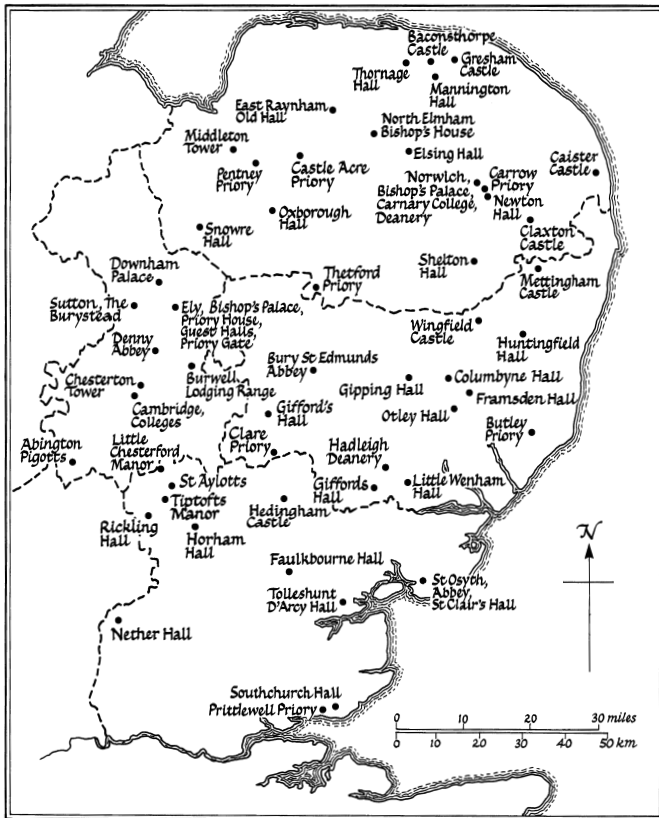 Baconsthorpe
Castle
Gresham
Castle
Thornage
Hall
Mannington
Hall
East Raynham
Old Hall
North Elmham
Bishop's House
Middleton
Tower
Elsing Hall
Pentney
Priory
Castle Acre
Priory
Caister
Castle
Norwich,
Bishop's Palace,
Carnary College,
Deanery
Carrow
Priory
Newton
Hall
Oxborough
Hall
Snowre
Hall
Claxton
Castle
Downham
Palace
Thetford
Priory
Shelton
Hall
Mettingham
Castle
Sutton, The
Burystead
Ely, Bishop's Palace,
Priory House,
Guest Halls,
Priory Gate
Wingfield
Castle
Huntingfield
Hall
Denny
Abbey
Burwell,
Lodging Range
Bury St Edmunds
Abbey
Gipping Hall
Columbyne Hall
Chesterton
Tower
Framsden Hall
Cambridge,
Colleges
Gifford's
Hall
Otley Hall
Butley
Priory
Abington
Pigotts
Little
Chesterford
Manor
Clare
Priory
Hadleigh
Deanery
St Aylotts
Giffords
Hall
Little Wenham
Hall
Tiptofts
Manor
Hedingham
Castle
Rickling
Hall
Horham
Hall
N
Faulkbourne Hall
Tolleshunt
D'Arcy Hall
St Osyth,
Abbey,
St Clair's Hall
Nether Hall
Southchurch Hall
Prittlewell Priory
0 10 20 30 miles
0 10 20 30 40 50 km